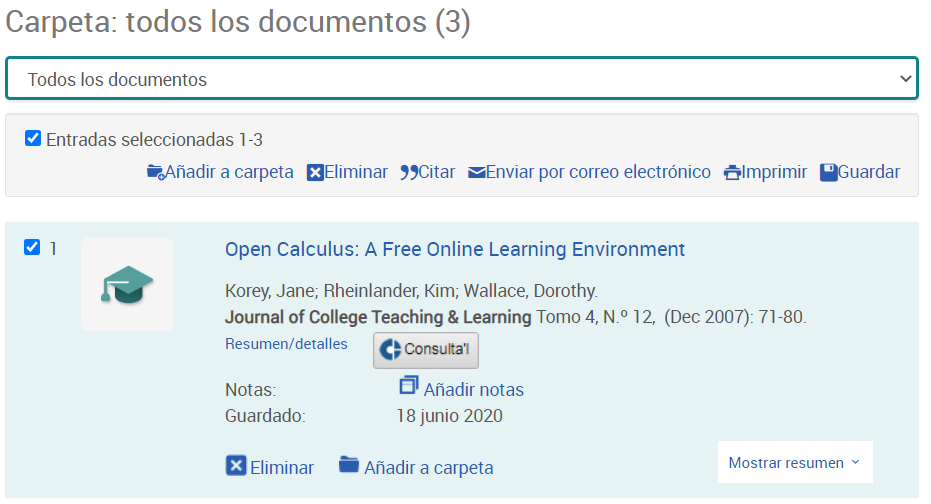 Carpeta: todos los documentos (3)
Todos los documentos
Entradas seleccionadas 1-3
Añadir a carpeta Eliminar Citar Enviar por correo electrónico Imprimir Guardar
1 Open Calculus: A Free Online Learning Environment
Korey, Jane; Rheinlander, Kim; Wallace, Dorothy.
Journal of College Teaching & Learning Tomo 4, N.º 12, (Dec 2007): 71-80.
Resumen/detalles Consulta'l
Notas: Añadir notas
Guardado: 18 junio 2020
Eliminar Añadir a carpeta Mostrar resumen